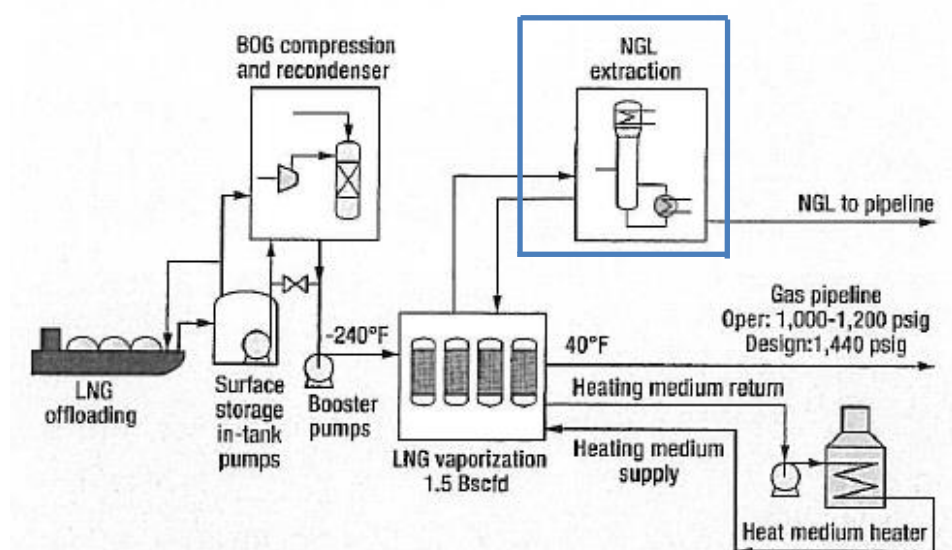 BOG compression
and recondenser
NGL
extraction
NGL to pipeline
Gas pipeline
Oper: 1,000-1,200 psig
Design:1,440 psig
-240°F
40°F
LNG
offloading
Surface
storage
in-tank
pumps
Booster
pumps
LNG vaporization
1.5 Bscfd
Heating medium return
Heating medium
supply
Heat medium heater